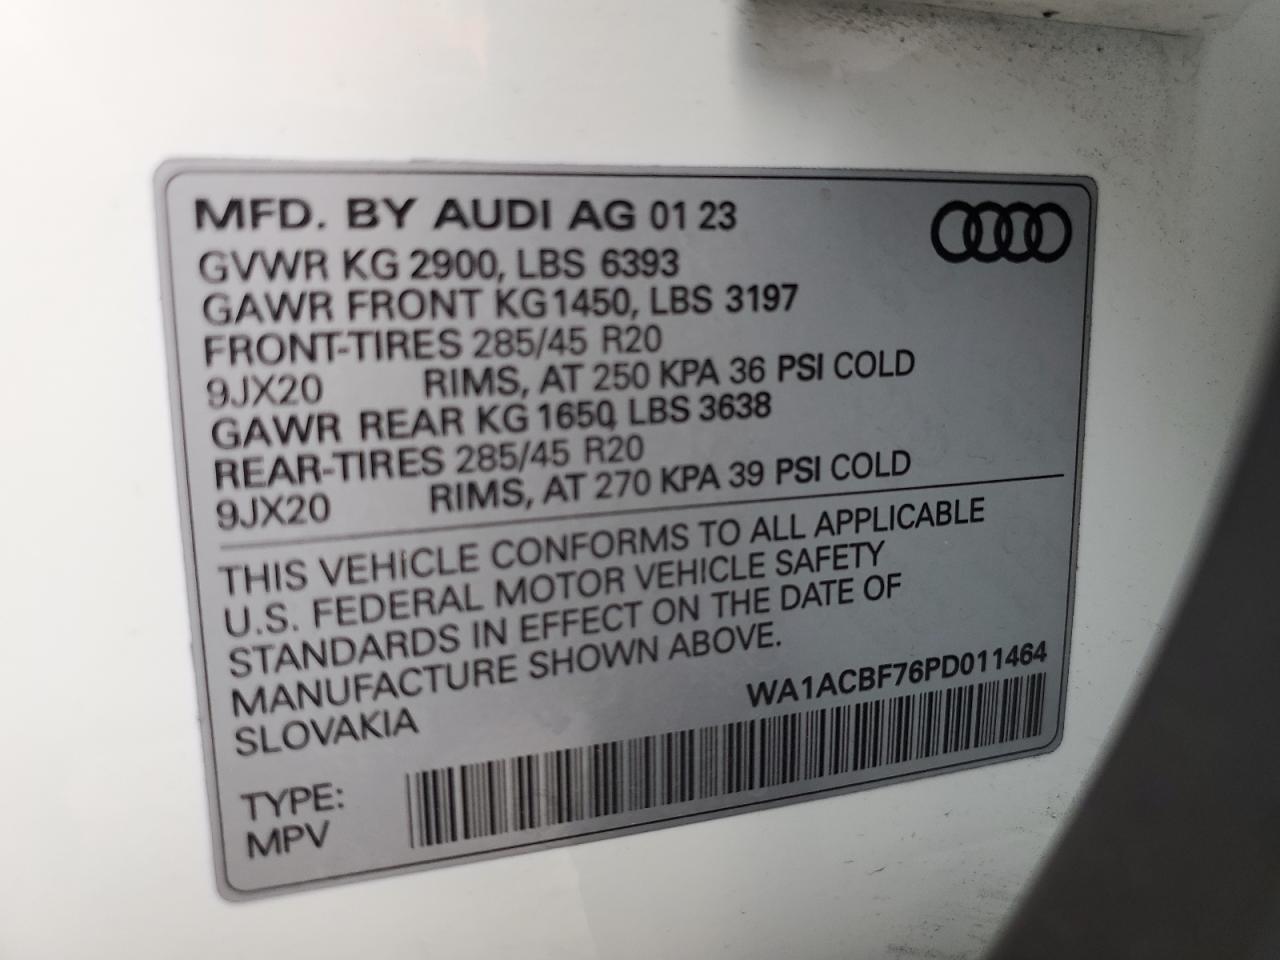 MFD. BY AUDI AG 01 23
GVWR KG 2900, LBS 6393
GAWR FRONT KG 1450, LBS 3197
FRONT-TIRES 285/45 R20
9JX20 RIMS, AT 250 KPA 36 PSI COLD
GAWR REAR KG 1650, LBS 3638
REAR-TIRES 285/45 R20
9JX20 RIMS, AT 270 KPA 39 PSI COLD
THIS VEHICLE CONFORMS TO ALL APPLICABLE
U.S. FEDERAL MOTOR VEHICLE SAFETY
STANDARDS IN EFFECT ON THE DATE OF
MANUFACTURE SHOWN ABOVE.
SLOVAKIA
WA1ACBF76PD011464
TYPE:
MPV